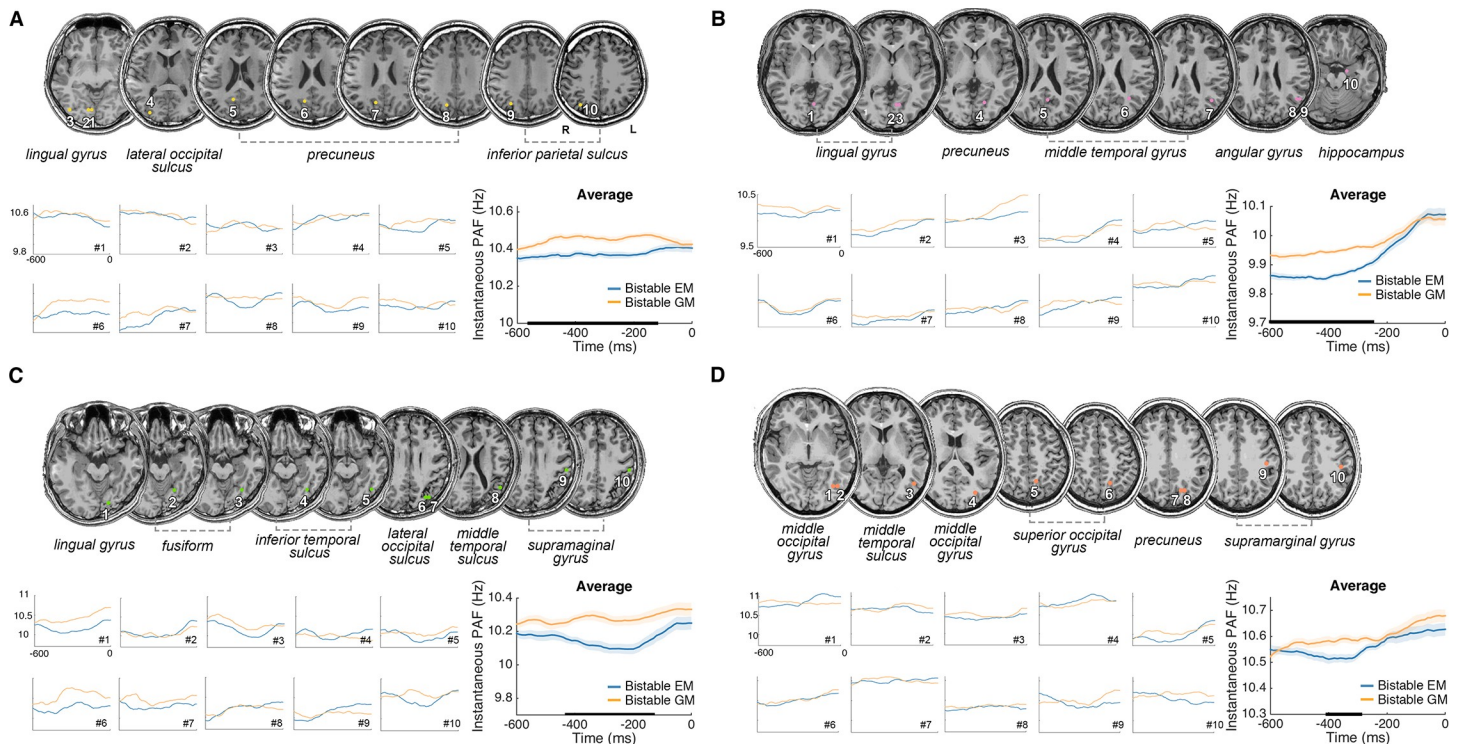 A
3 21 4 5 6 7 8 9 10
R L
lingual gyrus
lateral occipital
sulcus
precuneus
inferior parietal sulcus
10.6
9.8
-600 0
#1 #2 #3 #4 #5
#6 #7 #8 #9 #10
Average
Instantaneous PAF (Hz)
10.6
10.4
10.2
10
Bistable EM
Bistable GM
-600 -400 -200 0
Time (ms)
B
1 23 4 5 6 7 8 9 10
lingual gyrus
precuneus
middle temporal gyrus
angular gyrus
hippocampus
10.5
9.5
-600 0
#1 #2 #3 #4 #5
#6 #7 #8 #9 #10
Average
Instantaneous PAF (Hz)
10.1
10
9.9
9.8
9.7
Bistable EM
Bistable GM
-600 -400 -200 0
Time (ms)
C
1 2 3 4 5 67 8 9 10
lingual gyrus
fusiform
inferior temporal
sulcus
lateral
occipital
sulcus
middle
temporal
sulcus
supramaginal
gyrus
11
10.5
10
-600 0
#1 #2 #3 #4 #5
#6 #7 #8 #9 #10
Average
Instantaneous PAF (Hz)
10.4
10.2
10
9.8
Bistable EM
Bistable GM
-600 -400 -200 0
Time (ms)
D
1 2 3 4 5 6 7 8 9 10
middle
occipital
gyrus
middle
temporal
sulcus
middle
occipital
gyrus
superior occipital
gyrus
precuneus
supramarginal gyrus
11
10.5
10
-600 0
#1 #2 #3 #4 #5
#6 #7 #8 #9 #10
Average
Instantaneous PAF (Hz)
10.7
10.6
10.5
10.4
10.3
Bistable EM
Bistable GM
-600 -400 -200 0
Time (ms)